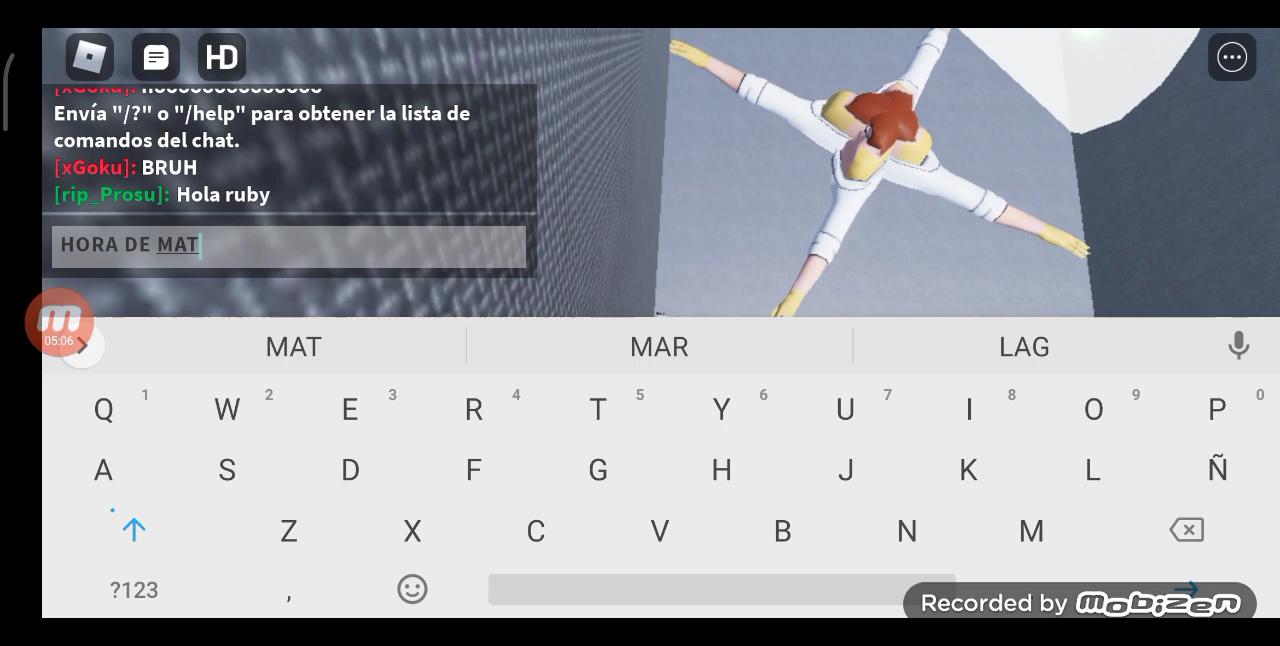 HD
[xGoku]: nooooooooooooooo
Envía "/?" o "/help" para obtener la lista de
comandos del chat.
[xGoku]: BRUH
[rip_Prosu]: Hola ruby
HORA DE MAT
05:06
MAT MAR LAG
Q 1 W 2 E 3 R 4 T 5 Y 6 U 7 I 8 O 9 P 0
A S D F G H J K L Ñ
Z X C V B N M
?123 ,
Recorded by mobizen